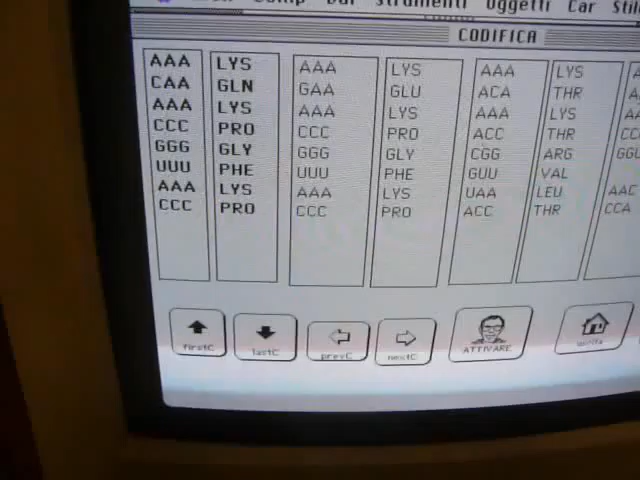 Strumenti Oggetti Car
CODIFICA
AAA LYS AAA LYS AAA LYS
CAA GLN GAA GLU ACA THR
AAA LYS AAA LYS AAA LYS
CCC PRO CCC PRO ACC THR
GGG GLY GGG GLY CGG ARG
UUU PHE UUU PHE GUU VAL
AAA LYS AAA LYS UAA LEU AAC
CCC PRO CCC PRO ACC THR CCA
firstC lastC prevC nextC ATTIVARE